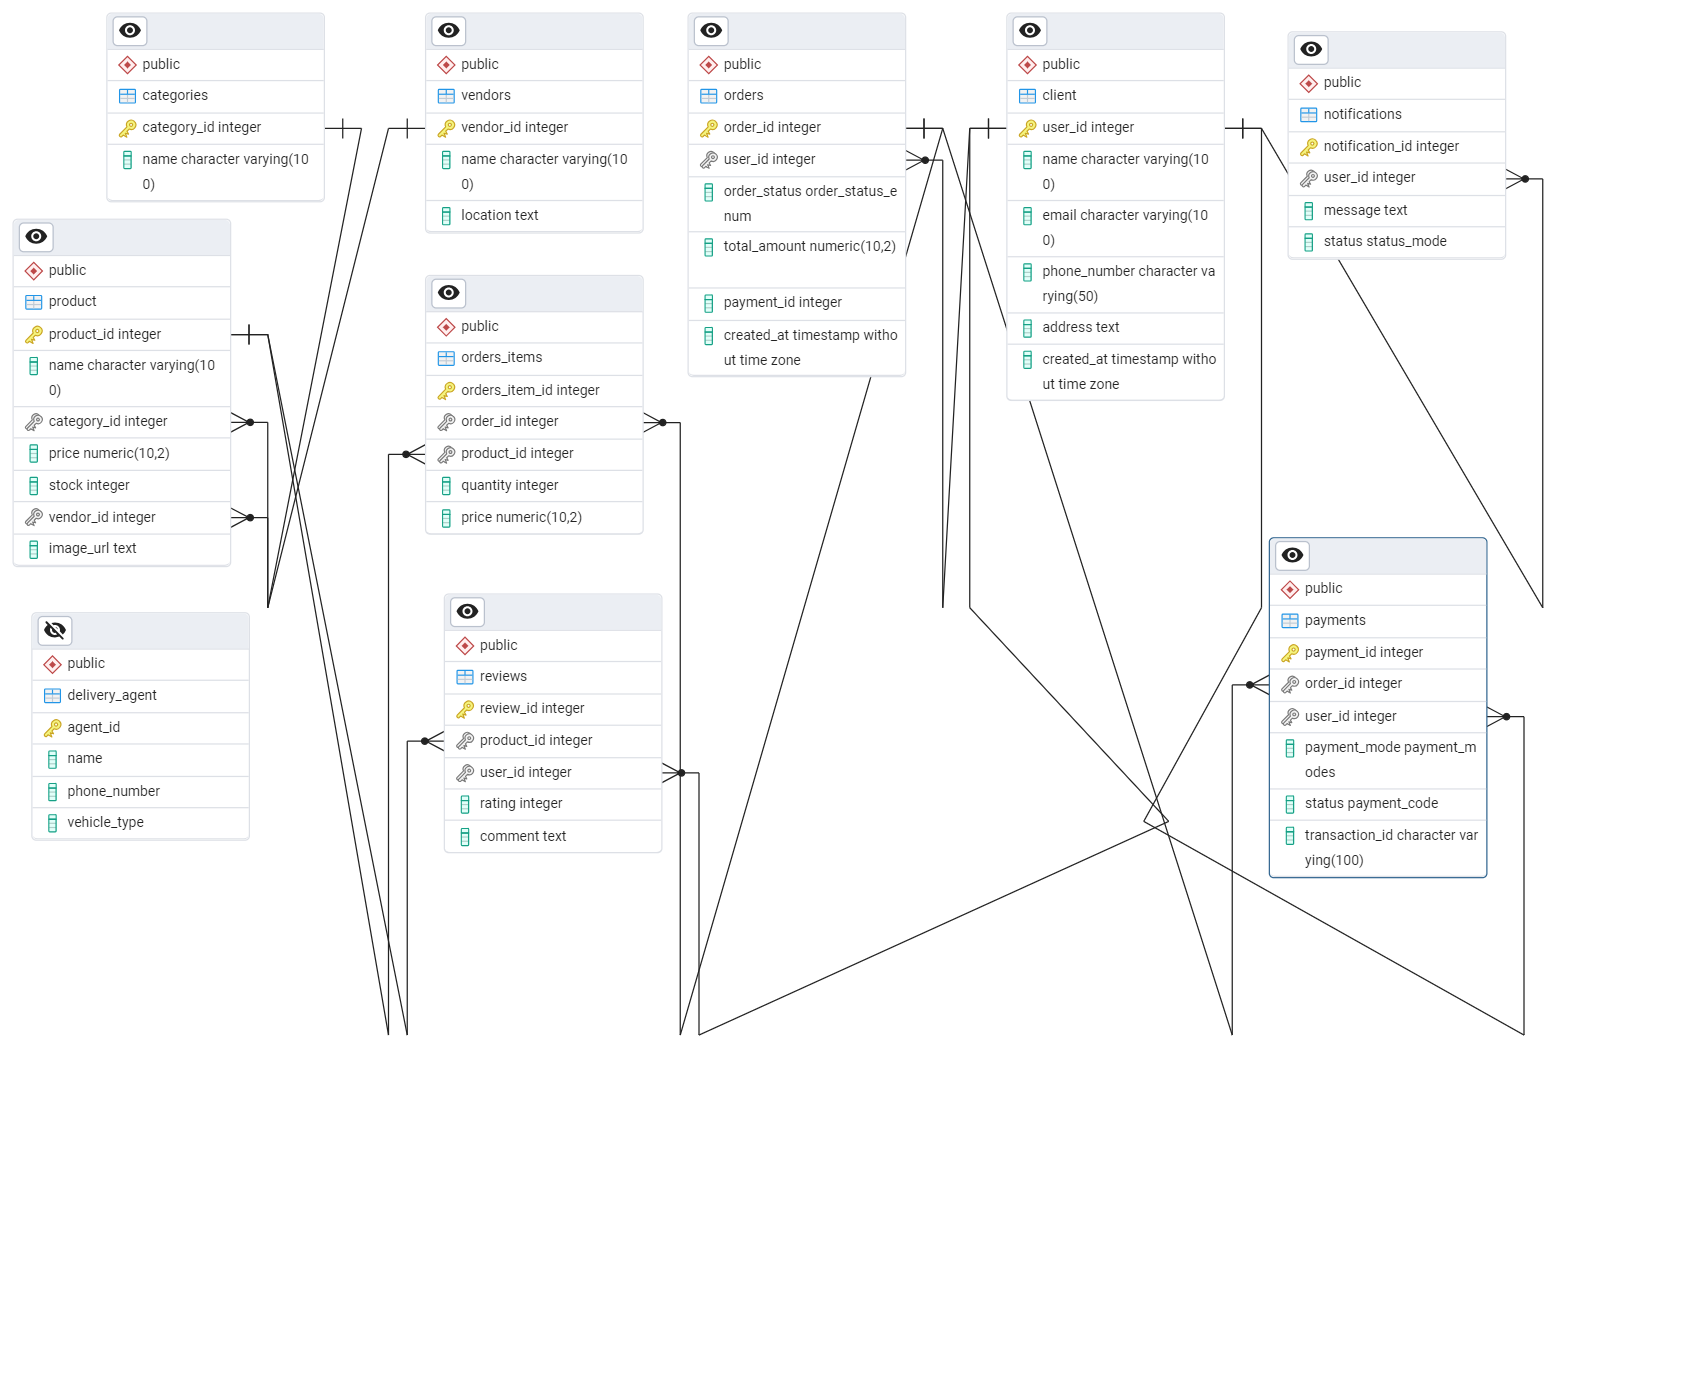 public
categories
category_id integer
name character varying(10
0)
public
vendors
vendor_id integer
name character varying(10
0)
location text
public
orders
order_id integer
user_id integer
order_status order_status_e
num
total_amount numeric(10,2)
payment_id integer
created_at timestamp witho
ut time zone
public
client
user_id integer
name character varying(10
0)
email character varying(10
0)
phone_number character va
rying(50)
address text
created_at timestamp witho
ut time zone
public
notifications
notification_id integer
user_id integer
message text
status status_mode
public
product
product_id integer
name character varying(10
0)
category_id integer
price numeric(10,2)
stock integer
vendor_id integer
image_url text
public
orders_items
orders_item_id integer
order_id integer
product_id integer
quantity integer
price numeric(10,2)
public
payments
payment_id integer
order_id integer
user_id integer
payment_mode payment_m
odes
status payment_code
transaction_id character var
ying(100)
public
reviews
review_id integer
product_id integer
user_id integer
rating integer
comment text
public
delivery_agent
agent_id
name
phone_number
vehicle_type